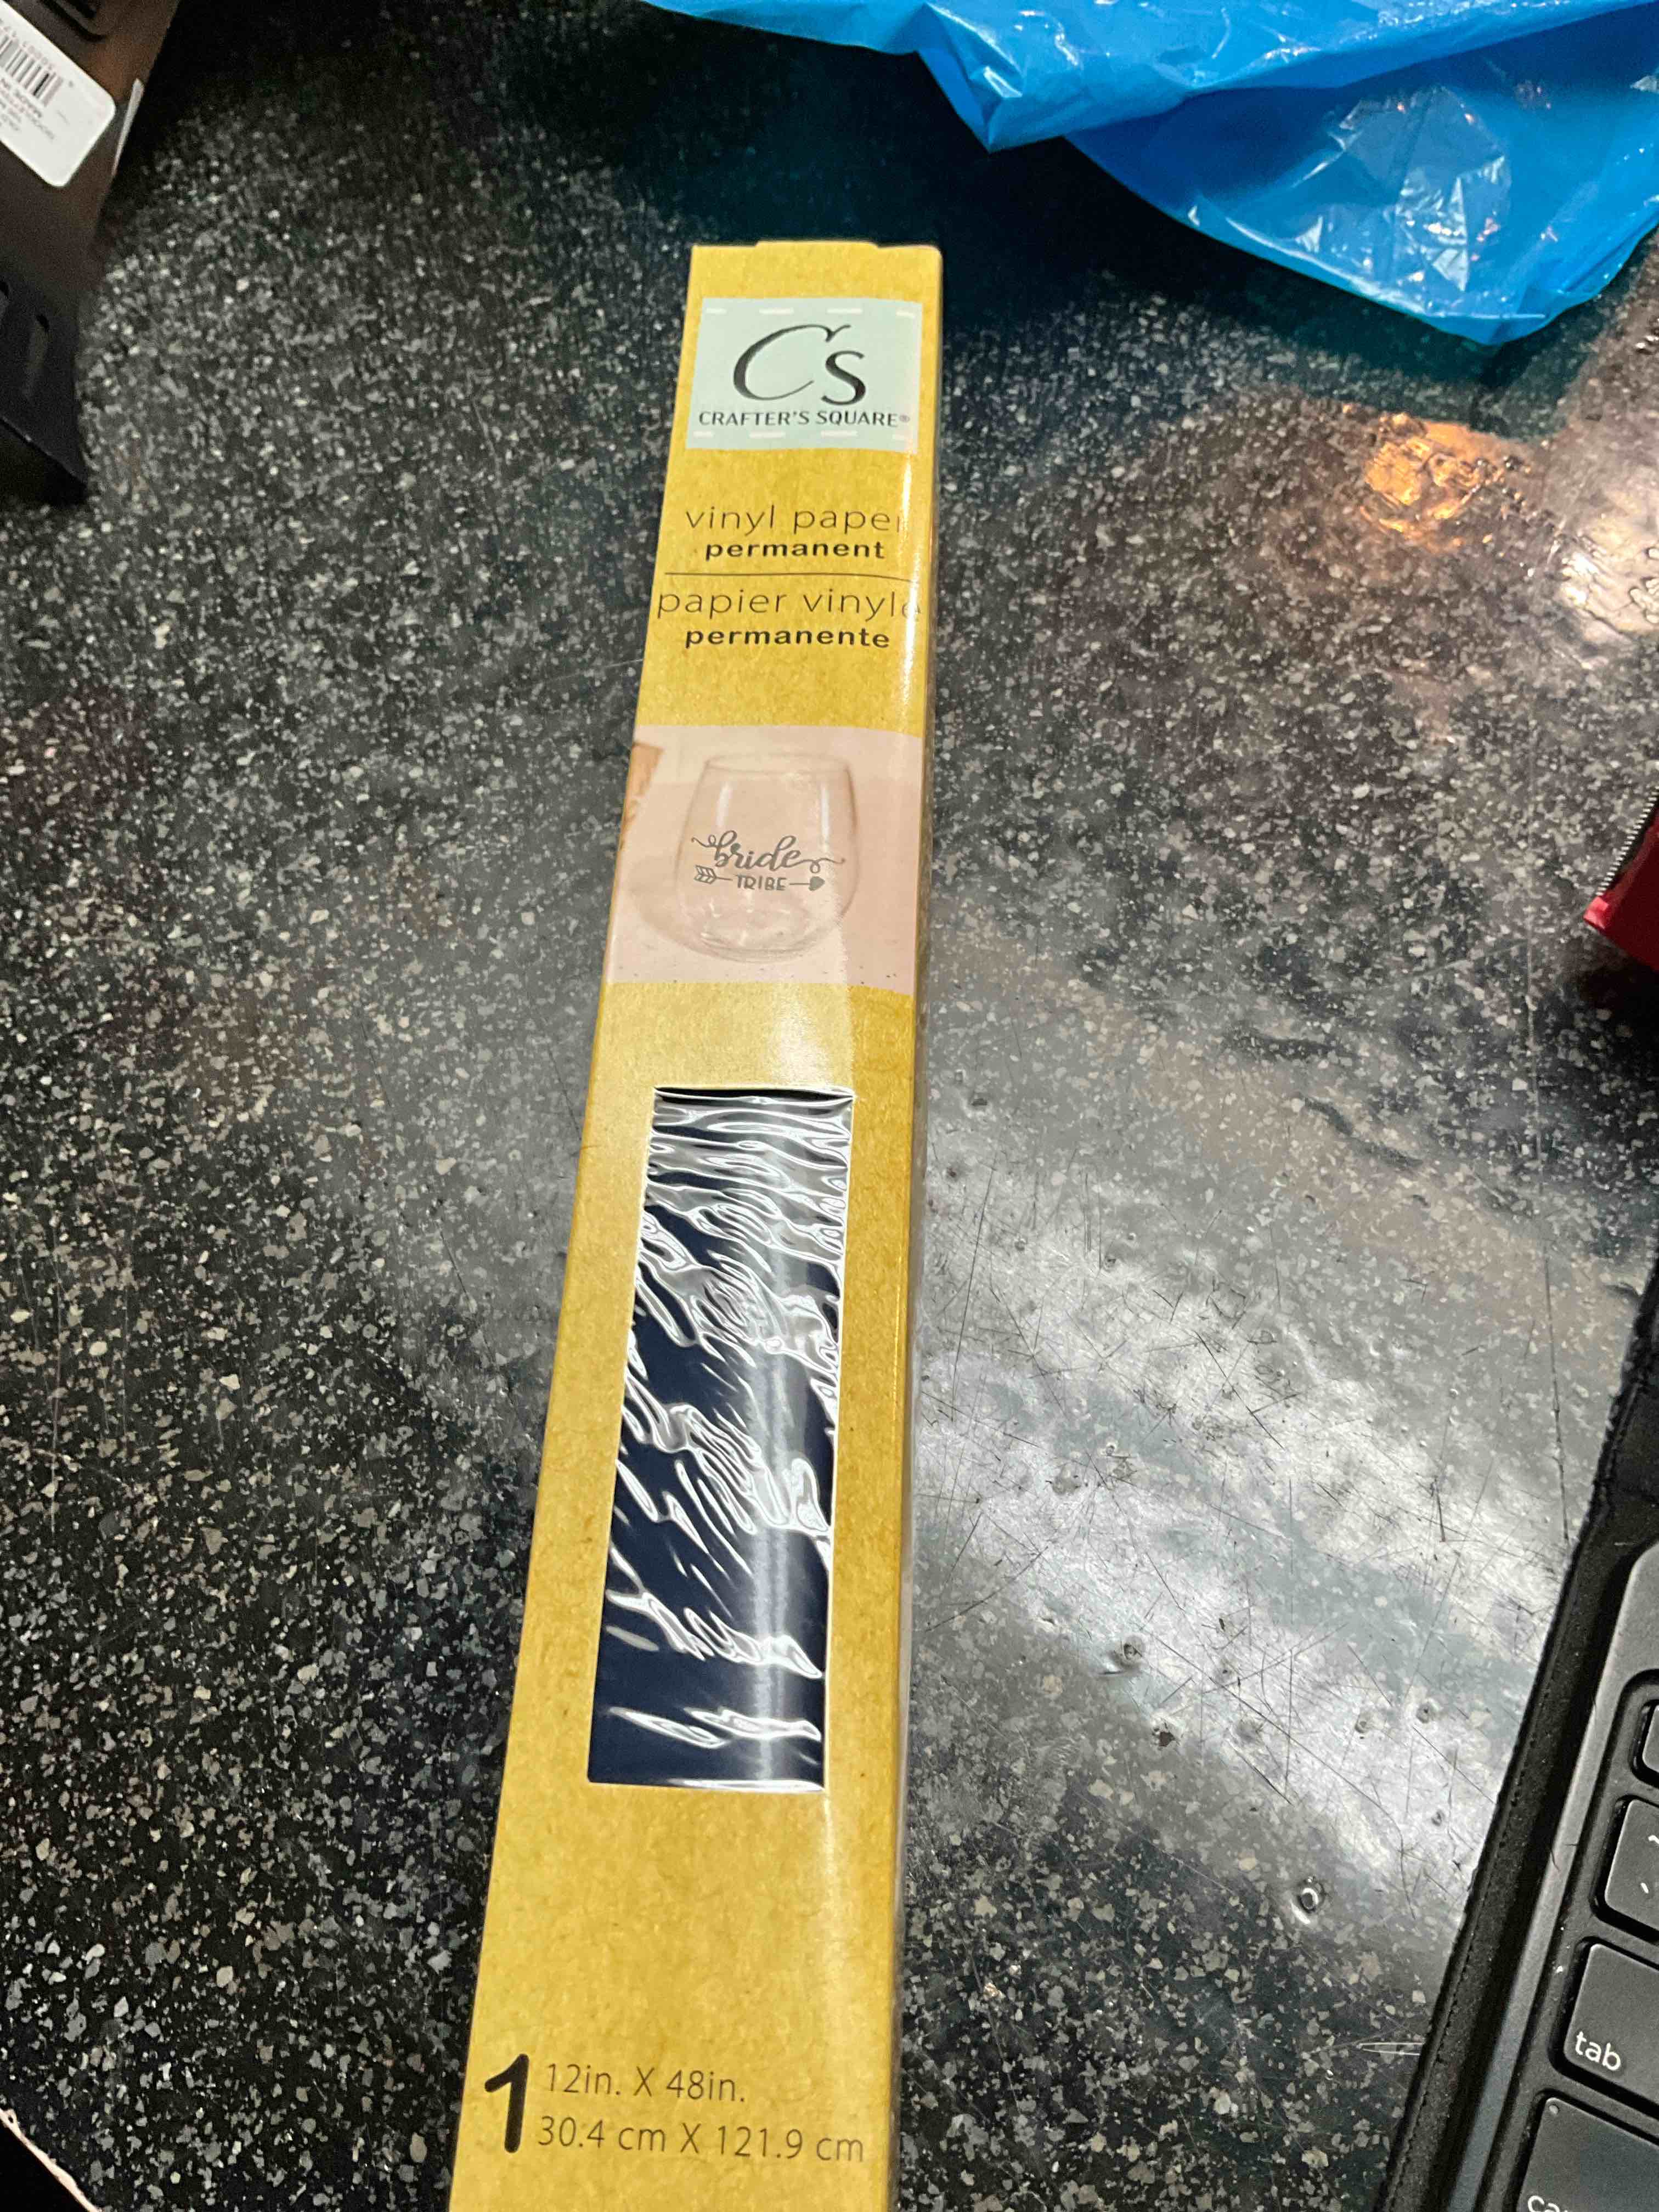 Cs
CRAFTER'S SQUARE®
vinyl paper
permanent
papier vinyle
permanente
bride
TRIBE
1
12in. X 48in.
30.4 cm X 121.9 cm
tab